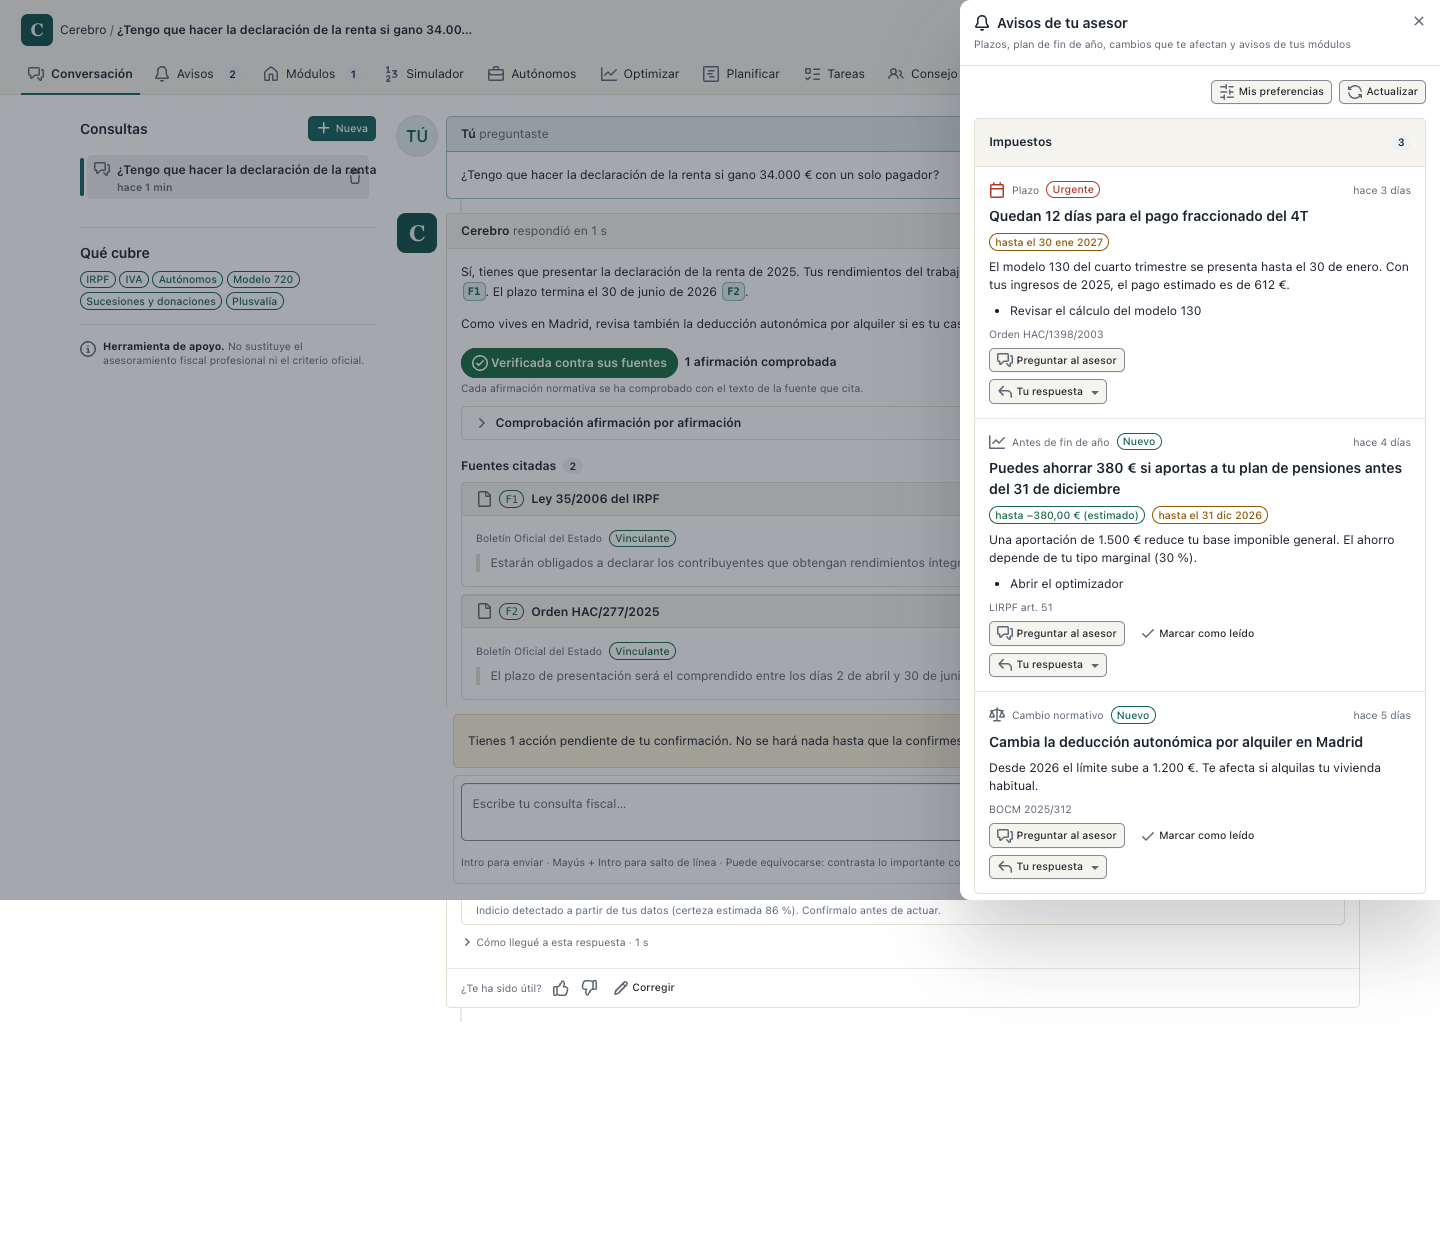 C Cerebro / ¿Tengo que hacer la declaración de la renta si gano 34.00...
Conversación Avisos 2 Módulos 1 Simulador Autónomos Optimizar Planificar Tareas Consejo
Consultas
Nueva
¿Tengo que hacer la declaración de la renta
hace 1 min
Qué cubre
IRPF IVA Autónomos Modelo 720
Sucesiones y donaciones Plusvalía
Herramienta de apoyo. No sustituye el
asesoramiento fiscal profesional ni el criterio oficial.
TÚ
Tú preguntaste
¿Tengo que hacer la declaración de la renta si gano 34.000 € con un solo pagador?
C
Cerebro respondió en 1 s
Sí, tienes que presentar la declaración de la renta de 2025. Tus rendimientos del trabaj
F1. El plazo termina el 30 de junio de 2026 F2.
Como vives en Madrid, revisa también la deducción autonómica por alquiler si es tu cas
Verificada contra sus fuentes 1 afirmación comprobada
Cada afirmación normativa se ha comprobado con el texto de la fuente que cita.
Comprobación afirmación por afirmación
Fuentes citadas 2
F1 Ley 35/2006 del IRPF
Boletín Oficial del Estado Vinculante
Estarán obligados a declarar los contribuyentes que obtengan rendimientos ínteg
F2 Orden HAC/277/2025
Boletín Oficial del Estado Vinculante
El plazo de presentación será el comprendido entre los días 2 de abril y 30 de juni
Tienes 1 acción pendiente de tu confirmación. No se hará nada hasta que la confirmes
Escribe tu consulta fiscal...
Intro para enviar · Mayús + Intro para salto de línea · Puede equivocarse: contrasta lo importante co
Indicio detectado a partir de tus datos (certeza estimada 86 %). Confírmalo antes de actuar.
Cómo llegué a esta respuesta · 1 s
¿Te ha sido útil? Corregir
Avisos de tu asesor
Plazos, plan de fin de año, cambios que te afectan y avisos de tus módulos
Mis preferencias Actualizar
Impuestos 3
Plazo Urgente hace 3 días
Quedan 12 días para el pago fraccionado del 4T
hasta el 30 ene 2027
El modelo 130 del cuarto trimestre se presenta hasta el 30 de enero. Con
tus ingresos de 2025, el pago estimado es de 612 €.
• Revisar el cálculo del modelo 130
Orden HAC/1398/2003
Preguntar al asesor
Tu respuesta
Antes de fin de año Nuevo hace 4 días
Puedes ahorrar 380 € si aportas a tu plan de pensiones antes
del 31 de diciembre
hasta −380,00 € (estimado) hasta el 31 dic 2026
Una aportación de 1.500 € reduce tu base imponible general. El ahorro
depende de tu tipo marginal (30 %).
• Abrir el optimizador
LIRPF art. 51
Preguntar al asesor Marcar como leído
Tu respuesta
Cambio normativo Nuevo hace 5 días
Cambia la deducción autonómica por alquiler en Madrid
Desde 2026 el límite sube a 1.200 €. Te afecta si alquilas tu vivienda
habitual.
BOCM 2025/312
Preguntar al asesor Marcar como leído
Tu respuesta